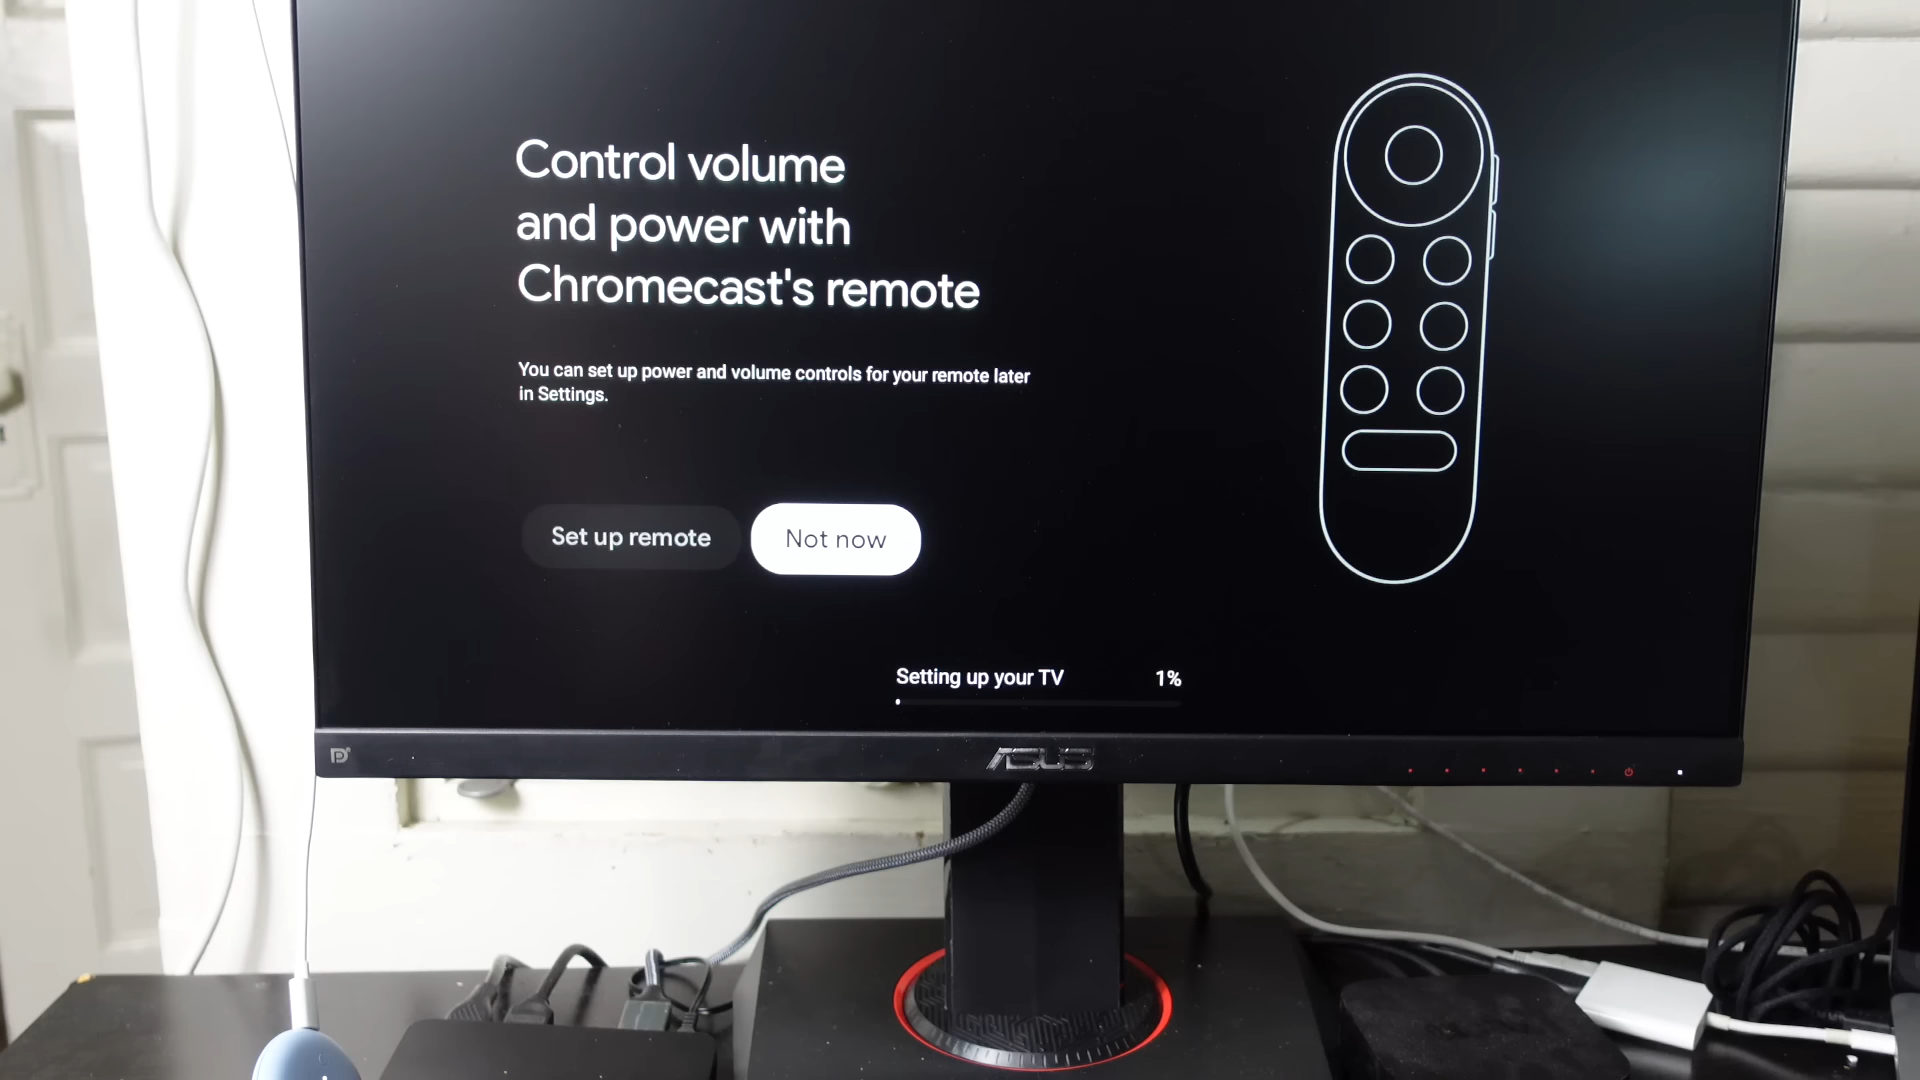 Control volume
and power with
Chromecast's remote
You can set up power and volume controls for your remote later
in Settings.
Set up remote
Not now
Setting up your TV
1%
ASUS